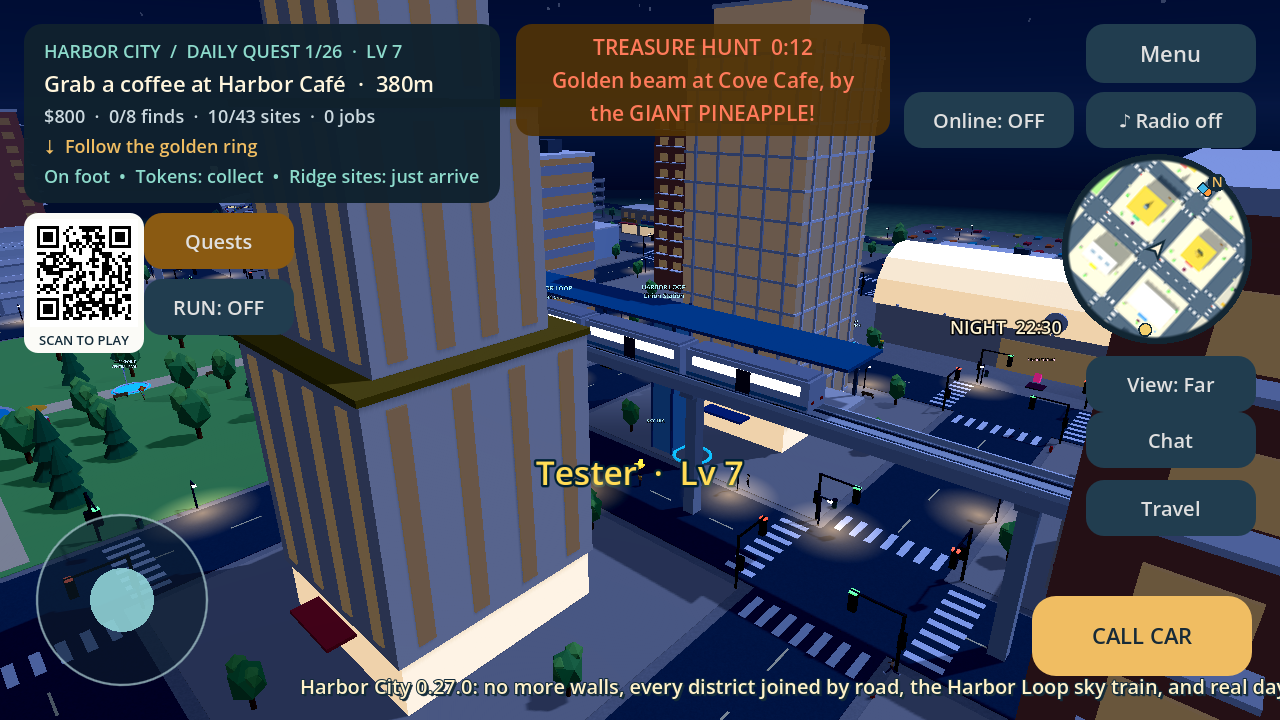 HARBOR CITY / DAILY QUEST 1/26 · LV 7
Grab a coffee at Harbor Café · 380m
$800 · 0/8 finds · 10/43 sites · 0 jobs
↓ Follow the golden ring
On foot • Tokens: collect • Ridge sites: just arrive
TREASURE HUNT 0:12
Golden beam at Cove Cafe, by
the GIANT PINEAPPLE!
Menu
Online: OFF
♪ Radio off
N
Quests
RUN: OFF
SCAN TO PLAY
HARBOR LOOP
Union Station
NIGHT 22:30
View: Far
Chat
Travel
Tester · Lv 7
CALL CAR
Harbor City 0.27.0: no more walls, every district joined by road, the Harbor Loop sky train, and real day